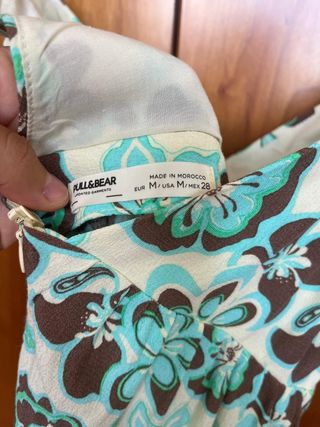 PULL&BEAR
MADE IN MOROCCO
EUR M/USA M/MEX 28